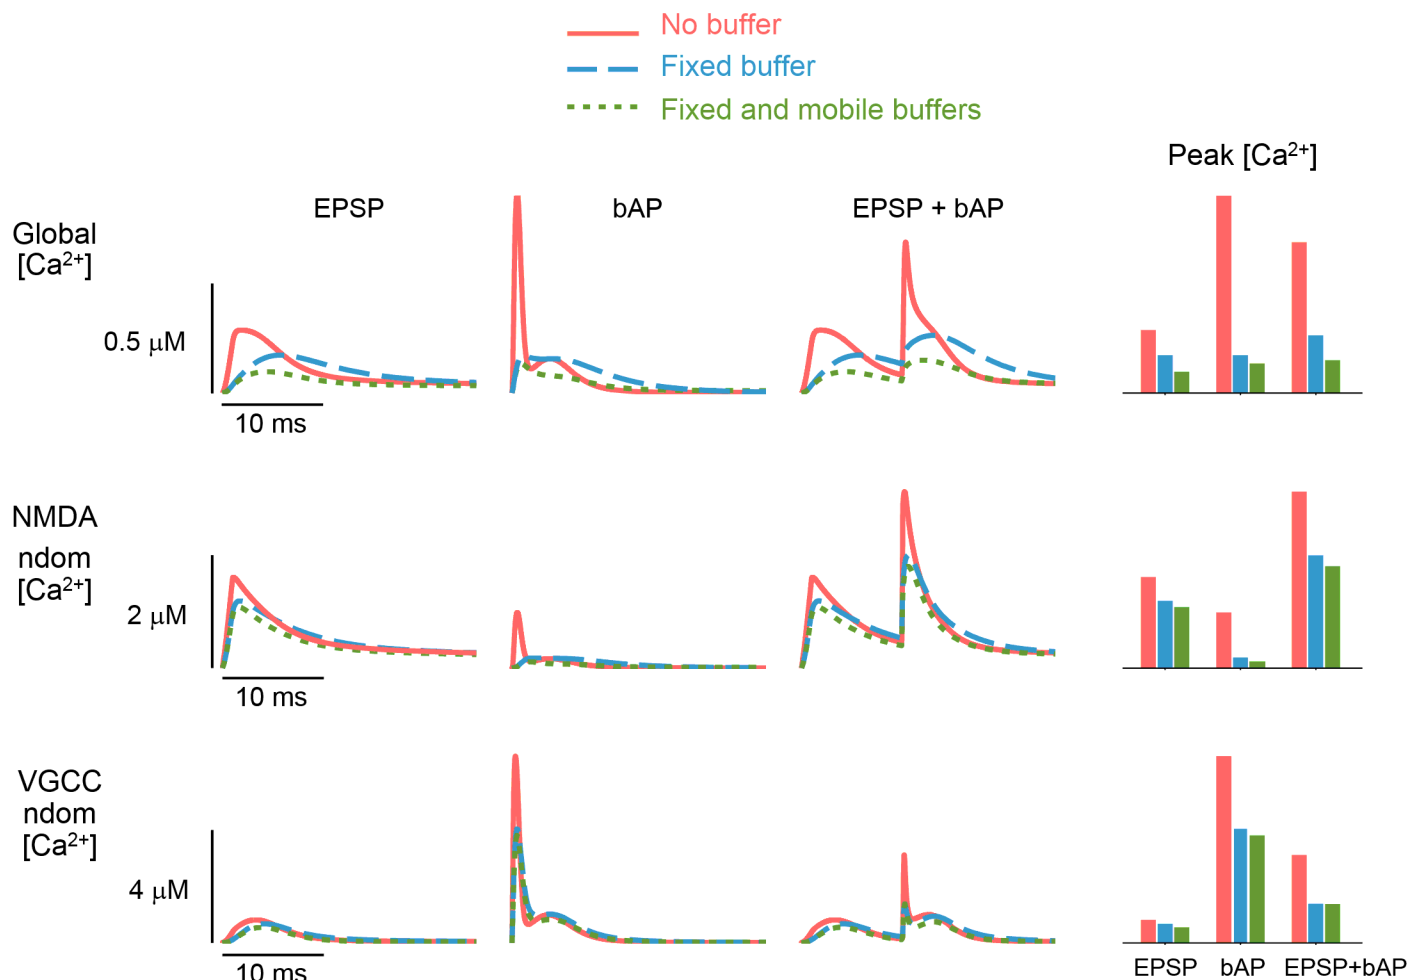 No buffer
Fixed buffer
Fixed and mobile buffers
Peak [Ca²⁺]
EPSP
bAP
EPSP + bAP
Global
[Ca²⁺]
0.5 μM
10 ms
NMDA
ndom
[Ca²⁺]
2 μM
10 ms
VGCC
ndom
[Ca²⁺]
4 μM
10 ms
EPSP
bAP
EPSP+bAP